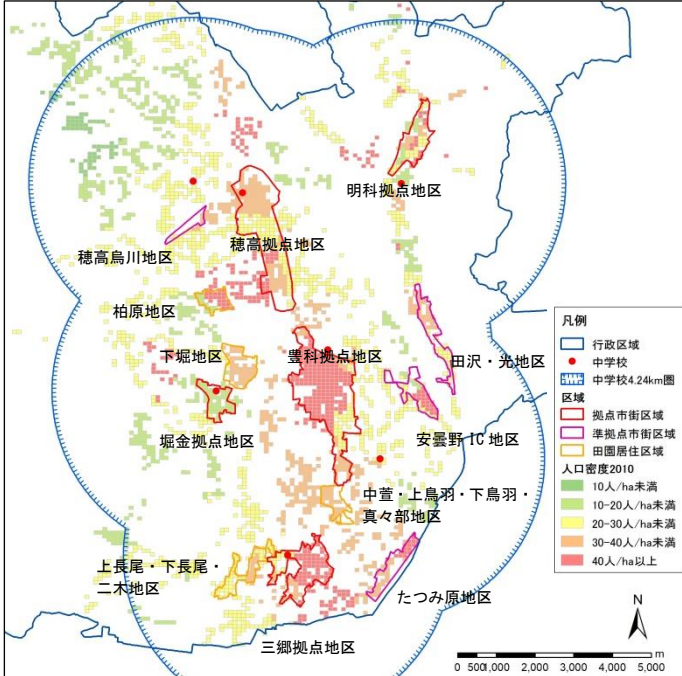 明科拠点地区
穂高拠点地区
穂高烏川地区
柏原地区
下堀地区
豊科拠点地区
田沢・光地区
堀金拠点地区
安曇野 IC 地区
中萱・上鳥羽・下鳥羽・
真々部地区
上長尾・下長尾・
二木地区
たつみ原地区
三郷拠点地区
凡例
行政区域
中学校
中学校4.24km圏
区域
拠点市街区域
準拠点市街区域
田園居住区域
人口密度2010
10人/ha未満
10-20人/ha未満
20-30人/ha未満
30-40人/ha未満
40人/ha以上
N
0 500 1,000 2,000 3,000 4,000 5,000 m